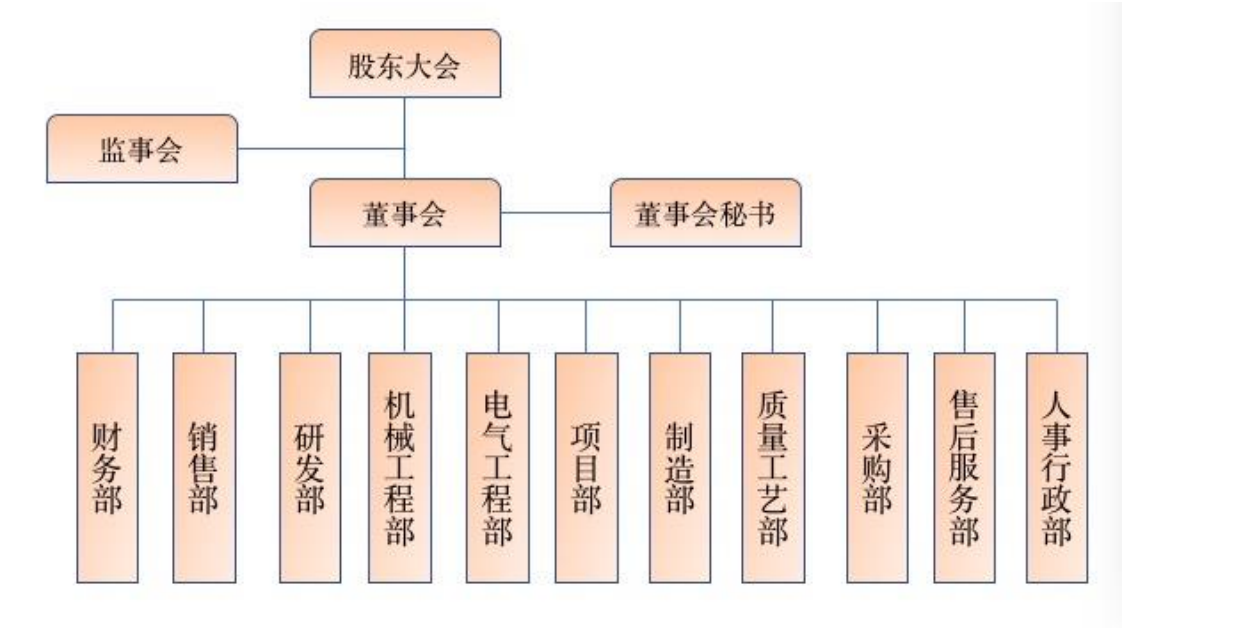 股东大会
监事会
董事会
董事会秘书
财务部
销售部
研发部
机械工程部
电气工程部
项目部
制造部
质量工艺部
采购部
售后服务部
人事行政部